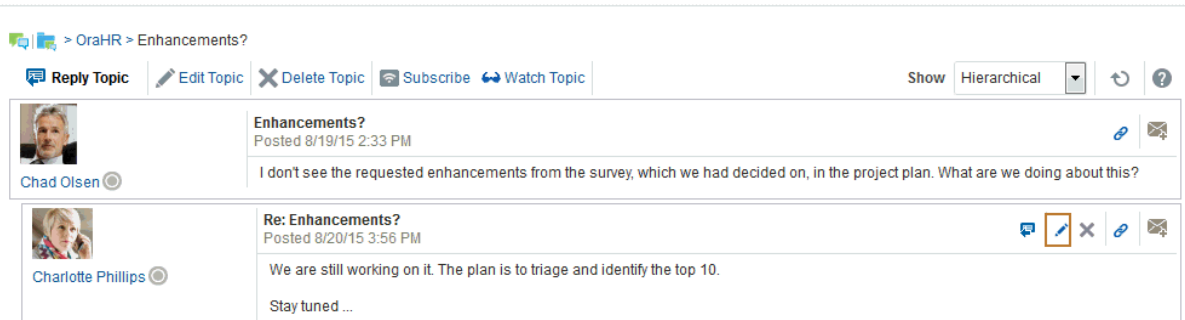 > OraHR > Enhancements?
Reply Topic Edit Topic Delete Topic Subscribe Watch Topic Show Hierarchical
Enhancements?
Posted 8/19/15 2:33 PM
I don't see the requested enhancements from the survey, which we had decided on, in the project plan. What are we doing about this?
Chad Olsen
Re: Enhancements?
Posted 8/20/15 3:56 PM
We are still working on it. The plan is to triage and identify the top 10.
Charlotte Phillips
Stay tuned ...